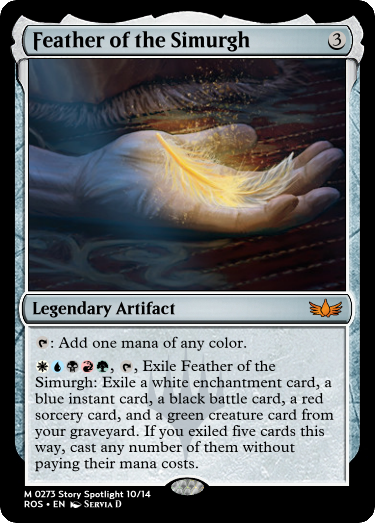 Feather of the Simurgh 3
Legendary Artifact
: Add one mana of any color.
, , Exile Feather of the
Simurgh: Exile a white enchantment card, a
blue instant card, a black battle card, a red
sorcery card, and a green creature card from
your graveyard. If you exiled five cards this
way, cast any number of them without
paying their mana costs.
M 0273 Story Spotlight 10/14
ROS • EN Servia D